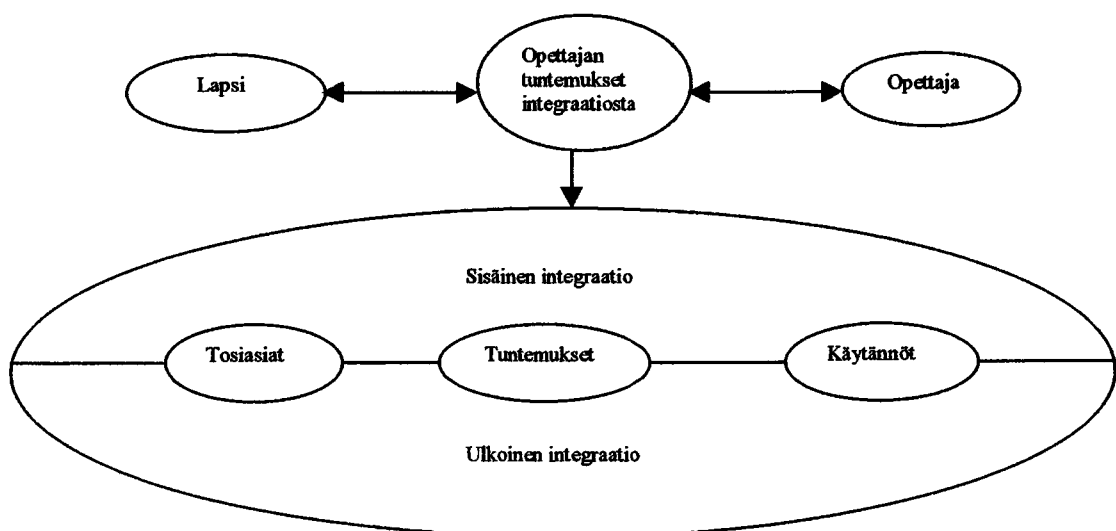 Lapsi
Opettajan
tuntemukset
integraatiosta
Opettaja
Sisäinen integraatio
Tosiasiat
Tuntemukset
Käytännöt
Ulkoinen integraatio